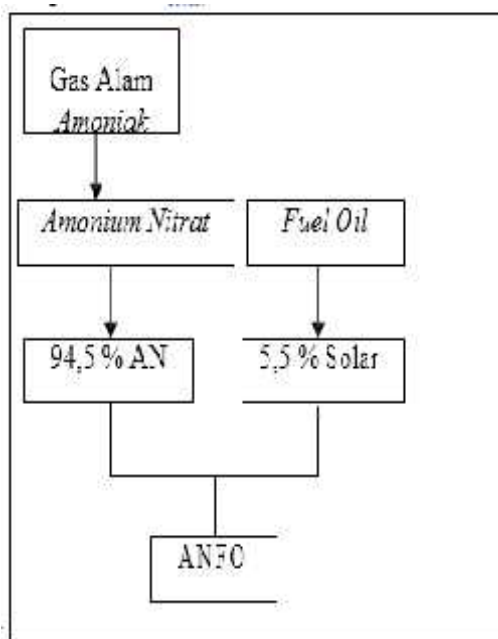 Gas Alam
Amoniak
Amonium Nitrat
Fuel Oil
94,5 % AN
5,5 % Solar
ANFO